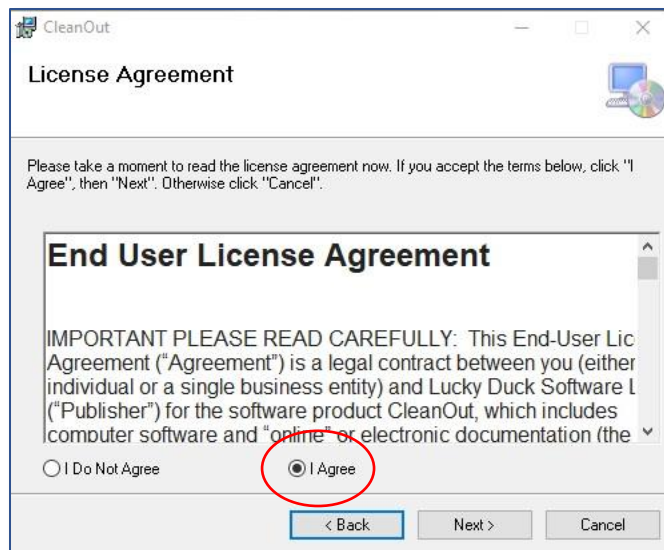 CleanOut
License Agreement
Please take a moment to read the license agreement now. If you accept the terms below, click "I
Agree", then "Next". Otherwise click "Cancel".
End User License Agreement
IMPORTANT PLEASE READ CAREFULLY: This End-User Lic
Agreement (“Agreement”) is a legal contract between you (either
individual or a single business entity) and Lucky Duck Software L
(“Publisher”) for the software product CleanOut, which includes
computer software and “online” or electronic documentation (the
I Do Not Agree
I Agree
< Back
Next >
Cancel